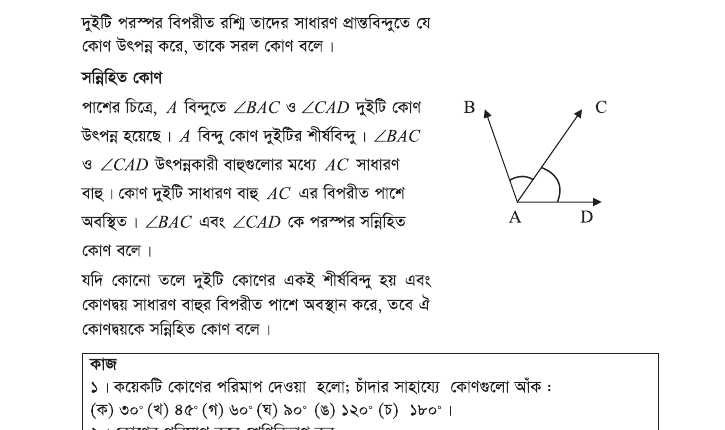 দুইটি পরস্পর বিপরীত রশ্মি তাদের সাধারণ প্রান্তবিন্দুতে যে
কোণ উৎপন্ন করে, তাকে সরল কোণ বলে ।
সন্নিহিত কোণ
পাশের চিত্রে, A বিন্দুতে ∠BAC ও ∠CAD দুইটি কোণ
উৎপন্ন হয়েছে । A বিন্দু কোণ দুইটির শীর্ষবিন্দু । ∠BAC
ও ∠CAD উৎপন্নকারী বাহুগুলোর মধ্যে AC সাধারণ
বাহু । কোণ দুইটি সাধারণ বাহু AC এর বিপরীত পাশে
অবস্থিত । ∠BAC এবং ∠CAD কে পরস্পর সন্নিহিত
কোণ বলে ।
B
C
A
D
যদি কোনো তলে দুইটি কোণের একই শীর্ষবিন্দু হয় এবং
কোণদ্বয় সাধারণ বাহুর বিপরীত পাশে অবস্থান করে, তবে ঐ
কোণদ্বয়কে সন্নিহিত কোণ বলে ।
কাজ
১ । কয়েকটি কোণের পরিমাপ দেওয়া হলো; চাঁদার সাহায্যে কোণগুলো আঁক :
(ক) ৩০° (খ) ৪৫° (গ) ৬০° (ঘ) ৯০° (ঙ) ১২০° (চ) ১৮০° ।